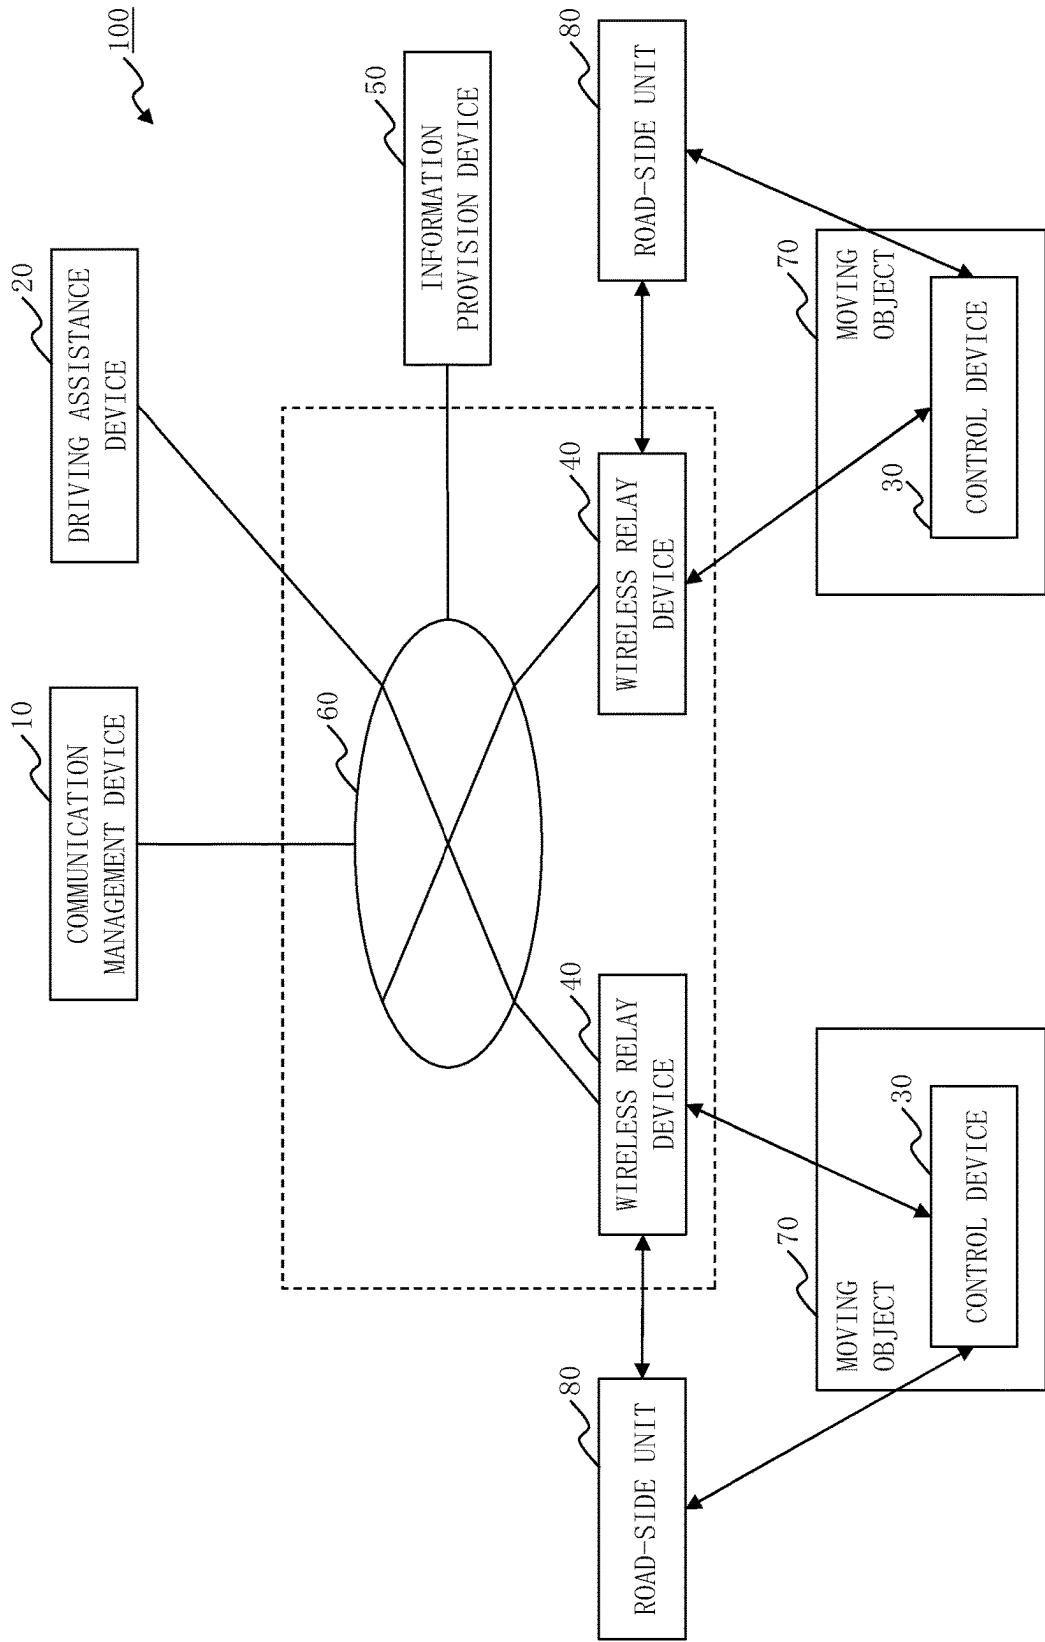 100
10
COMMUNICATION
MANAGEMENT DEVICE
20
DRIVING ASSISTANCE
DEVICE
60
50
INFORMATION
PROVISION DEVICE
80
ROAD-SIDE UNIT
40
WIRELESS RELAY
DEVICE
40
WIRELESS RELAY
DEVICE
80
ROAD-SIDE UNIT
70
MOVING
OBJECT
30
CONTROL DEVICE
70
MOVING
OBJECT
30
CONTROL DEVICE